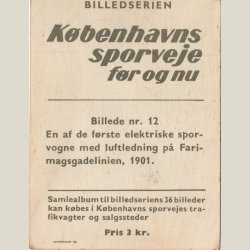 BILLEDSERIEN
Københavns
sporveje
før og nu
Billede nr. 12
En af de første elektriske spor-
vogne med luftledning på Fari-
magsgadelinien, 1901.
Samlealbum til billedseriens 36 billeder
kan købes i Københavns sporvejes tra-
fikvagter og salgssteder
Pris 3 kr.